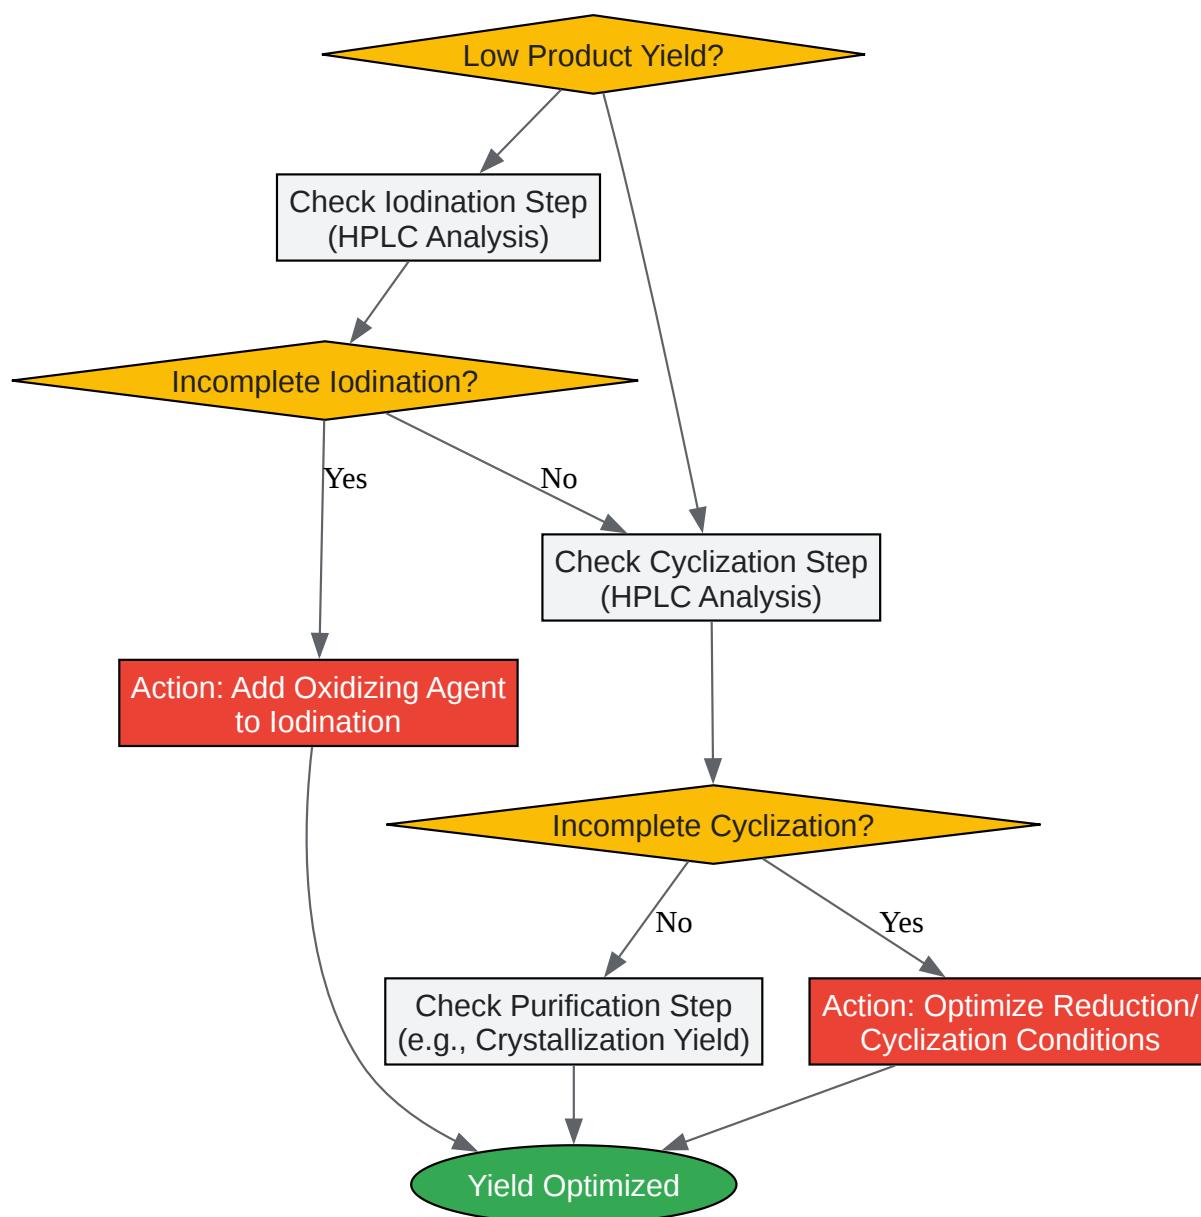 Low Product Yield?
Check Iodination Step
(HPLC Analysis)
Incomplete Iodination?
Yes
No
Check Cyclization Step
(HPLC Analysis)
Action: Add Oxidizing Agent
to Iodination
Incomplete Cyclization?
No
Yes
Check Purification Step
(e.g., Crystallization Yield)
Action: Optimize Reduction/
Cyclization Conditions
Yield Optimized